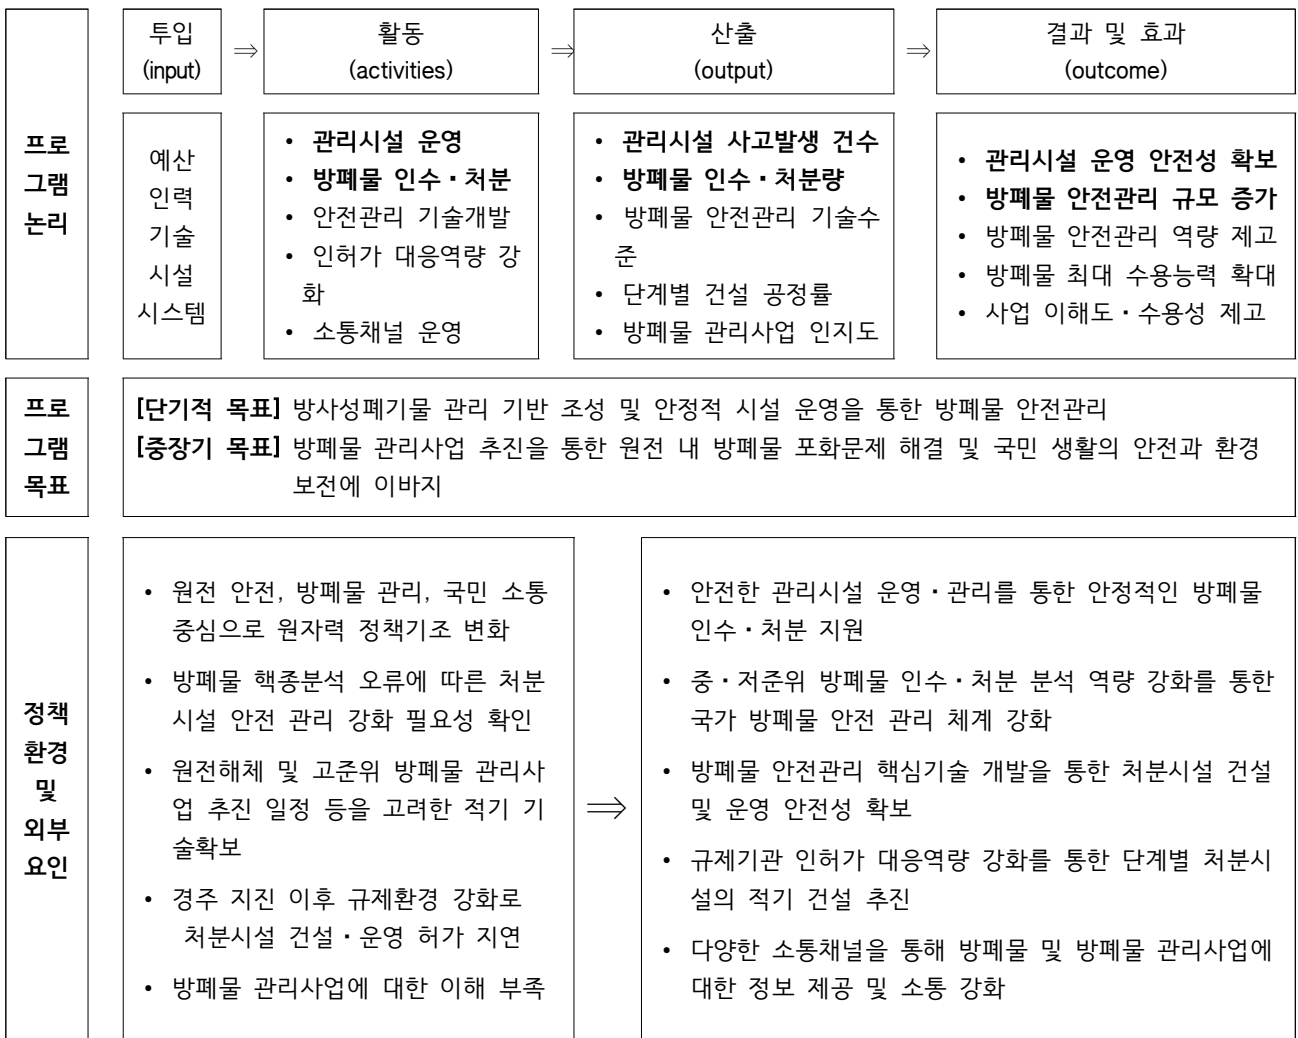 투입
(input)
⇒
활동
(activities)
⇒
산출
(output)
⇒
결과 및 효과
(outcome)
프로
그램
논리
예산
인력
기술
시설
시스템
• 관리시설 운영
• 방폐물 인수・처분
• 안전관리 기술개발
• 인허가 대응역량 강
화
• 소통채널 운영
• 관리시설 사고발생 건수
• 방폐물 인수・처분량
• 방폐물 안전관리 기술수
준
• 단계별 건설 공정률
• 방폐물 관리사업 인지도
• 관리시설 운영 안전성 확보
• 방폐물 안전관리 규모 증가
• 방폐물 안전관리 역량 제고
• 방폐물 최대 수용능력 확대
• 사업 이해도・수용성 제고
프로
그램
목표
[단기적 목표] 방사성폐기물 관리 기반 조성 및 안정적 시설 운영을 통한 방폐물 안전관리
[중장기 목표] 방폐물 관리사업 추진을 통한 원전 내 방폐물 포화문제 해결 및 국민 생활의 안전과 환경
보전에 이바지
정책
환경
및
외부
요인
• 원전 안전, 방폐물 관리, 국민 소통
중심으로 원자력 정책기조 변화
• 방폐물 핵종분석 오류에 따른 처분
시설 안전 관리 강화 필요성 확인
• 원전해체 및 고준위 방폐물 관리사
업 추진 일정 등을 고려한 적기 기
술확보
• 경주 지진 이후 규제환경 강화로
처분시설 건설・운영 허가 지연
• 방폐물 관리사업에 대한 이해 부족
⇒
• 안전한 관리시설 운영・관리를 통한 안정적인 방폐물
인수・처분 지원
• 중・저준위 방폐물 인수・처분 분석 역량 강화를 통한
국가 방폐물 안전 관리 체계 강화
• 방폐물 안전관리 핵심기술 개발을 통한 처분시설 건설
및 운영 안전성 확보
• 규제기관 인허가 대응역량 강화를 통한 단계별 처분시
설의 적기 건설 추진
• 다양한 소통채널을 통해 방폐물 및 방폐물 관리사업에
대한 정보 제공 및 소통 강화